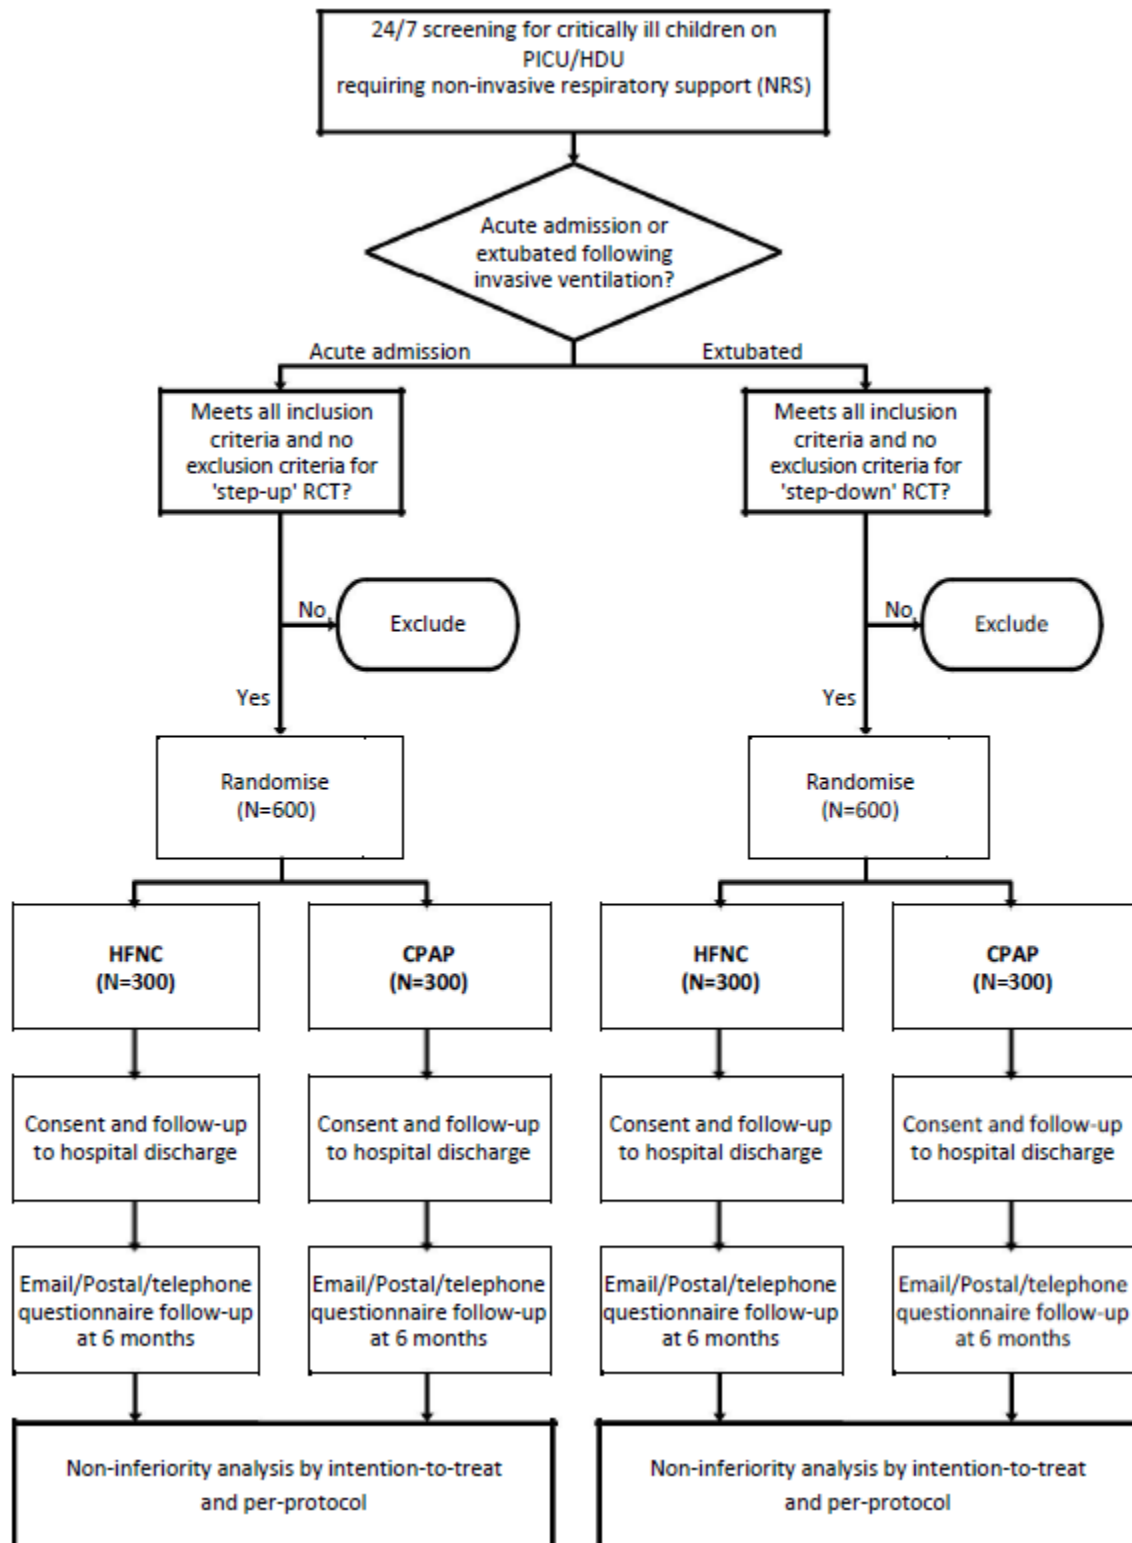 24/7 screening for critically ill children on
PICU/HDU
requiring non-invasive respiratory support (NRS)
Acute admission or
extubated following
invasive ventilation?
Acute admission
Extubated
Meets all inclusion
criteria and no
exclusion criteria for
'step-up' RCT?
Meets all inclusion
criteria and no
exclusion criteria for
'step-down' RCT?
No
Exclude
No
Exclude
Yes
Yes
Randomise
(N=600)
Randomise
(N=600)
HFNC
(N=300)
CPAP
(N=300)
HFNC
(N=300)
CPAP
(N=300)
Consent and follow-up
to hospital discharge
Consent and follow-up
to hospital discharge
Consent and follow-up
to hospital discharge
Consent and follow-up
to hospital discharge
Email/Postal/telephone
questionnaire follow-up
at 6 months
Email/Postal/telephone
questionnaire follow-up
at 6 months
Email/Postal/telephone
questionnaire follow-up
at 6 months
Email/Postal/telephone
questionnaire follow-up
at 6 months
Non-inferiority analysis by intention-to-treat
and per-protocol
Non-inferiority analysis by intention-to-treat
and per-protocol